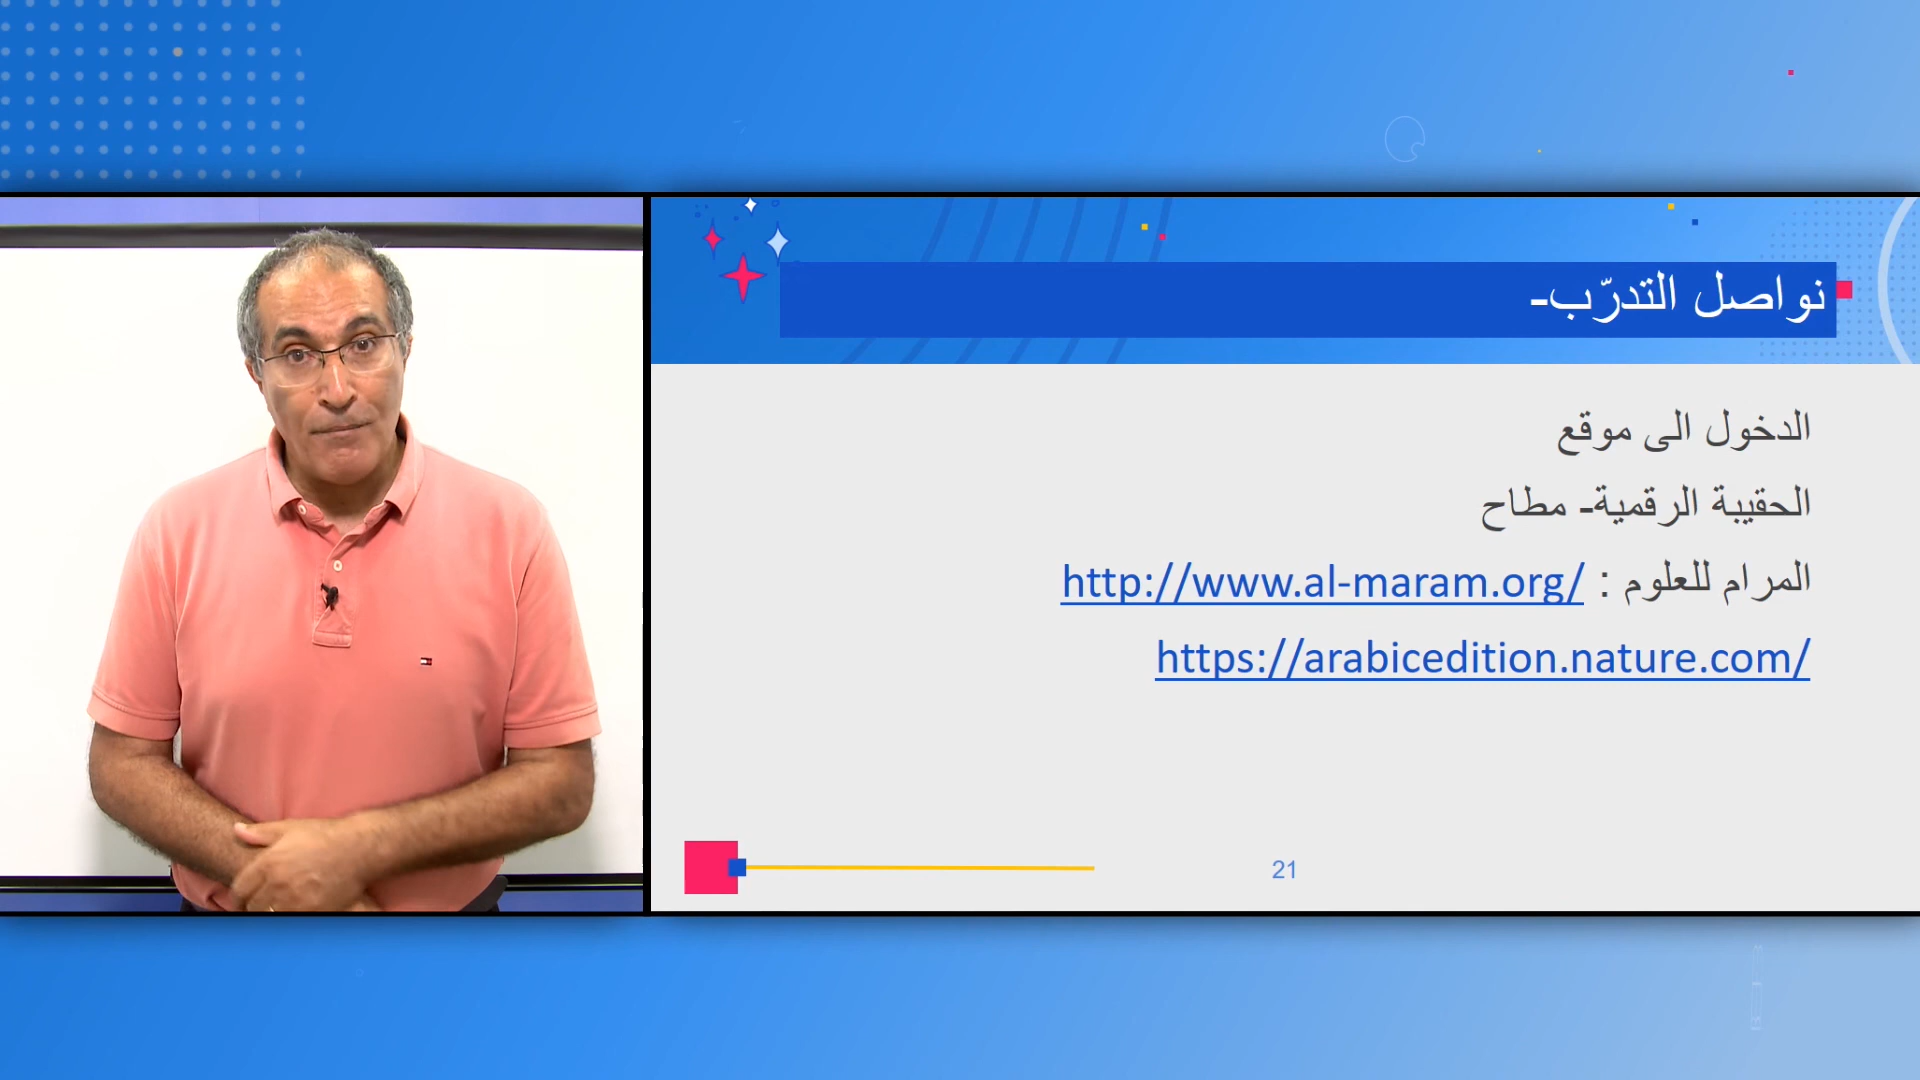 نواصل التدرّب-
الدخول الى موقع
الحقيبة الرقمية- مطاح
المرام للعلوم : http://www.al-maram.org/
https://arabicedition.nature.com/
21